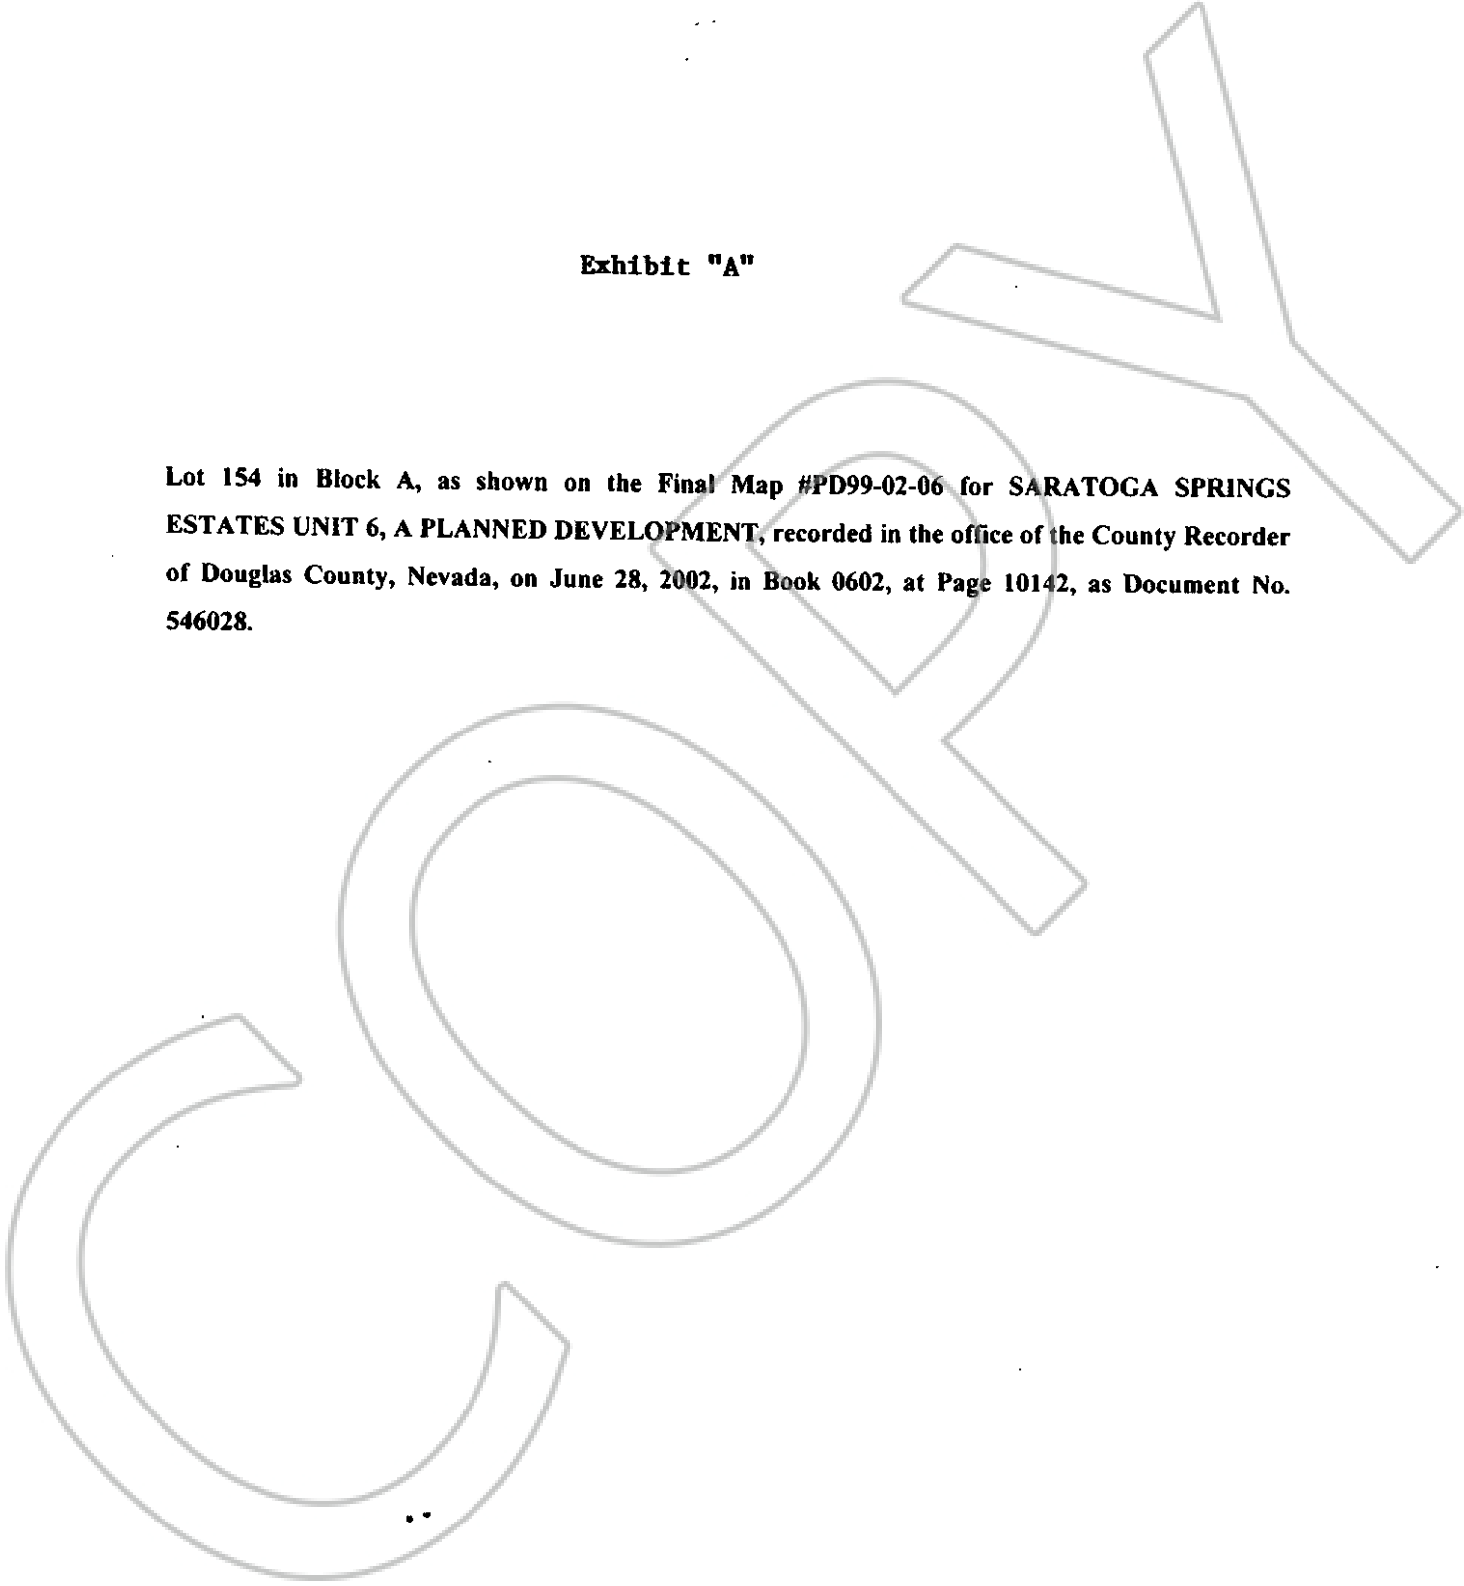 Exhibit "A"
Lot 154 in Block A, as shown on the Final Map #PD99-02-06 for SARATOGA SPRINGS
ESTATES UNIT 6, A PLANNED DEVELOPMENT, recorded in the office of the County Recorder
of Douglas County, Nevada, on June 28, 2002, in Book 0602, at Page 10142, as Document No.
546028.
COPY